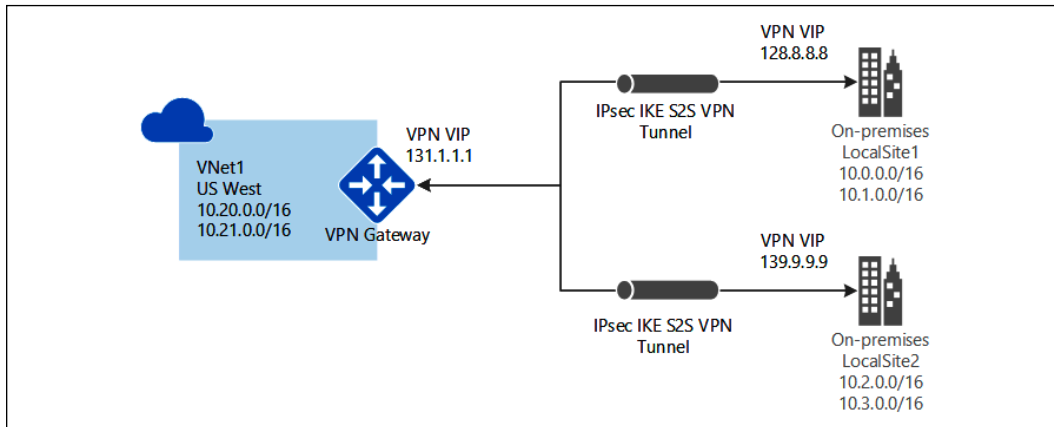 VPN VIP
128.8.8.8
IPsec IKE S2S VPN
Tunnel
On-premises
LocalSite1
10.0.0.0/16
10.1.0.0/16
VPN VIP
131.1.1.1
VNet1
US West
10.20.0.0/16
10.21.0.0/16
VPN Gateway
VPN VIP
139.9.9.9
IPsec IKE S2S VPN
Tunnel
On-premises
LocalSite2
10.2.0.0/16
10.3.0.0/16